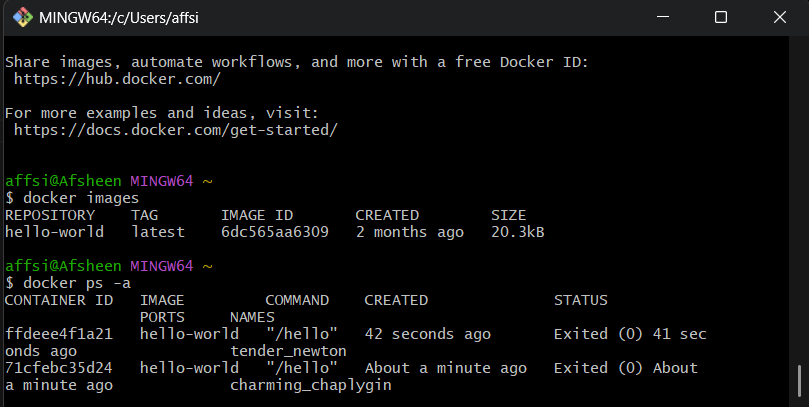 MINGW64:/c/Users/affsi
Share images, automate workflows, and more with a free Docker ID:
 https://hub.docker.com/
For more examples and ideas, visit:
 https://docs.docker.com/get-started/
affsi@Afsheen MINGW64 ~
$ docker images
REPOSITORY    TAG       IMAGE ID       CREATED        SIZE
hello-world   latest    6dc565aa6309   2 months ago   20.3kB
affsi@Afsheen MINGW64 ~
$ docker ps -a
CONTAINER ID   IMAGE         COMMAND    CREATED              STATUS
               PORTS     NAMES
ffdeee4f1a21   hello-world   "/hello"   42 seconds ago       Exited (0) 41 sec
onds ago                 tender_newton
71cfebc35d24   hello-world   "/hello"   About a minute ago   Exited (0) About
a minute ago             charming_chaplygin